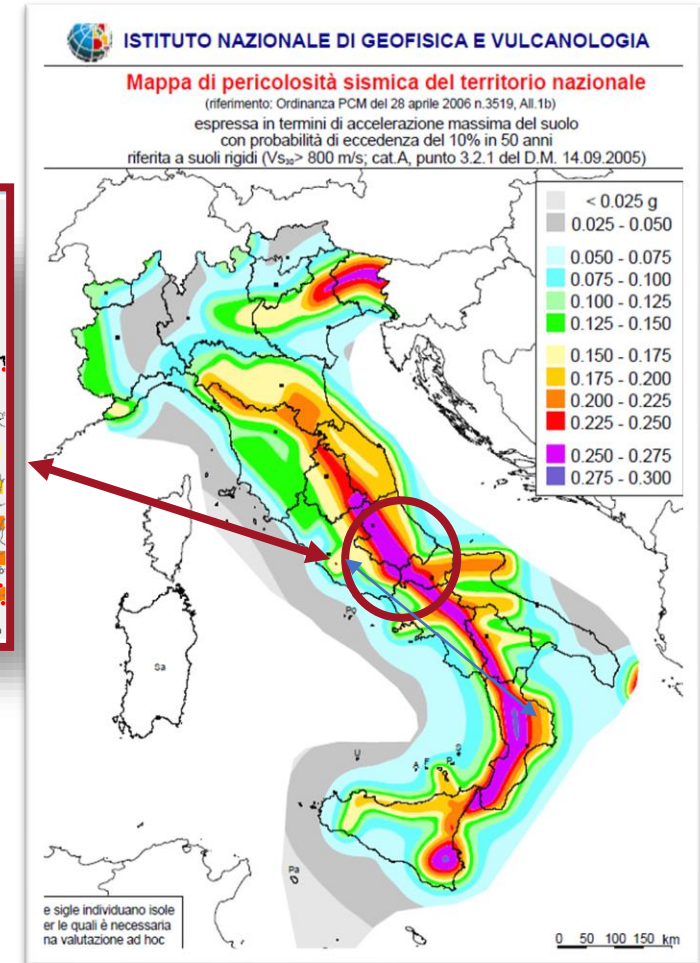 ISTITUTO NAZIONALE DI GEOFISICA E VULCANOLOGIA
Mappa di pericolosità sismica del territorio nazionale
(riferimento: Ordinanza PCM del 28 aprile 2006 n.3519, All.1b)
espressa in termini di accelerazione massima del suolo
con probabilità di eccedenza del 10% in 50 anni
riferita a suoli rigidi (Vs₃₀> 800 m/s; cat.A, punto 3.2.1 del D.M. 14.09.2005)
< 0.025 g
0.025 - 0.050
0.050 - 0.075
0.075 - 0.100
0.100 - 0.125
0.125 - 0.150
0.150 - 0.175
0.175 - 0.200
0.200 - 0.225
0.225 - 0.250
0.250 - 0.275
0.275 - 0.300
Po
Sa
U
A F P S
Pa
e sigle individuano isole
er le quali è necessaria
na valutazione ad hoc
0 50 100 150 km